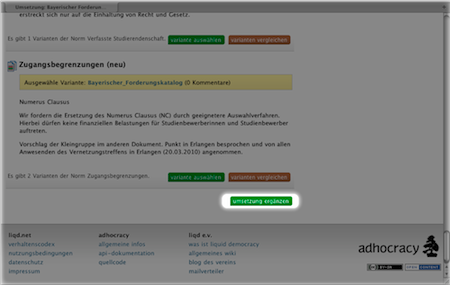 Umsetzung: Bayerischer Forderun...
erstreckt sich nur auf die Einhaltung von Recht und Gesetz.
Es gibt 1 Varianten der Norm Verfasste Studierendenschaft.
variante auswählen
varianten vergleichen
Zugangsbegrenzungen (neu)
Ausgewählte Variante: Bayerischer_Forderungskatalog (0 Kommentare)
Numerus Clausus
Wir fordern die Ersetzung des Numerus Clausus (NC) durch geeignetere Auswahlverfahren.
Hierbei dürfen keine finanziellen Belastungen für Studienbewerberinnen und Studienbewerber
auftreten.
Vorschlag der Kleingruppe im anderen Dokument. Punkt in Erlangen besprochen und von allen
Anwesenden des Vernetzungstreffens in Erlangen (20.03.2010) angenommen.
Es gibt 2 Varianten der Norm Zugangsbegrenzungen.
variante auswählen
varianten vergleichen
umsetzung ergänzen
liqd.net
verhaltenscodex
nutzungsbedingungen
datenschutz
impressum
adhocracy
allgemeine infos
api-dokumentation
quellcode
liqd e.v.
was ist liquid democracy
allgemeines wiki
blog des vereins
mailverteiler
adhocracy